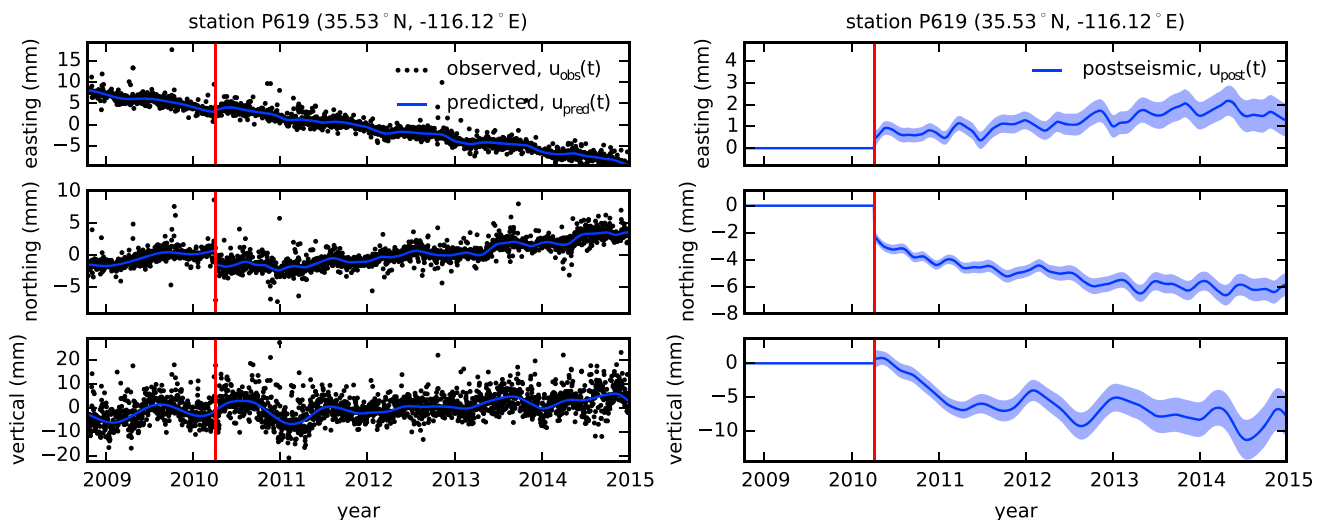 station P619 (35.53°N, -116.12°E)
easting (mm)
15
10
5
0
−5
observed, u_obs(t)
predicted, u_pred(t)
northing (mm)
10
5
0
−5
vertical (mm)
20
10
0
−10
−20
2009 2010 2011 2012 2013 2014 2015
year
station P619 (35.53°N, -116.12°E)
easting (mm)
4
3
2
1
0
postseismic, u_post(t)
northing (mm)
0
−2
−4
−6
−8
vertical (mm)
0
−5
−10
2009 2010 2011 2012 2013 2014 2015
year